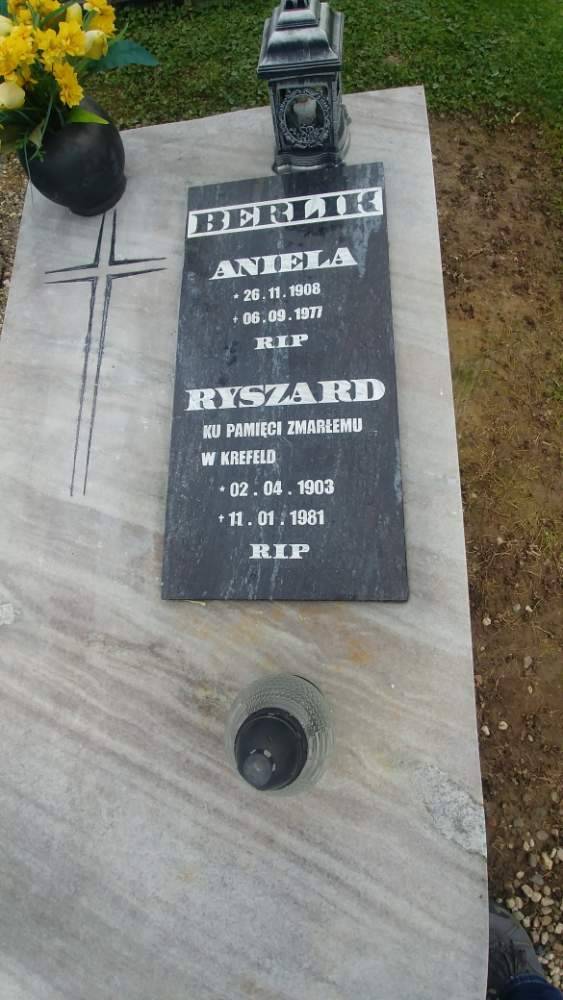 BERLIK
ANIELA
* 26.11.1908
+ 06.09.1977
RIP
RYSZARD
KU PAMIĘCI ZMARŁEMU
W KREFELD
* 02.04.1903
+ 11.01.1981
RIP